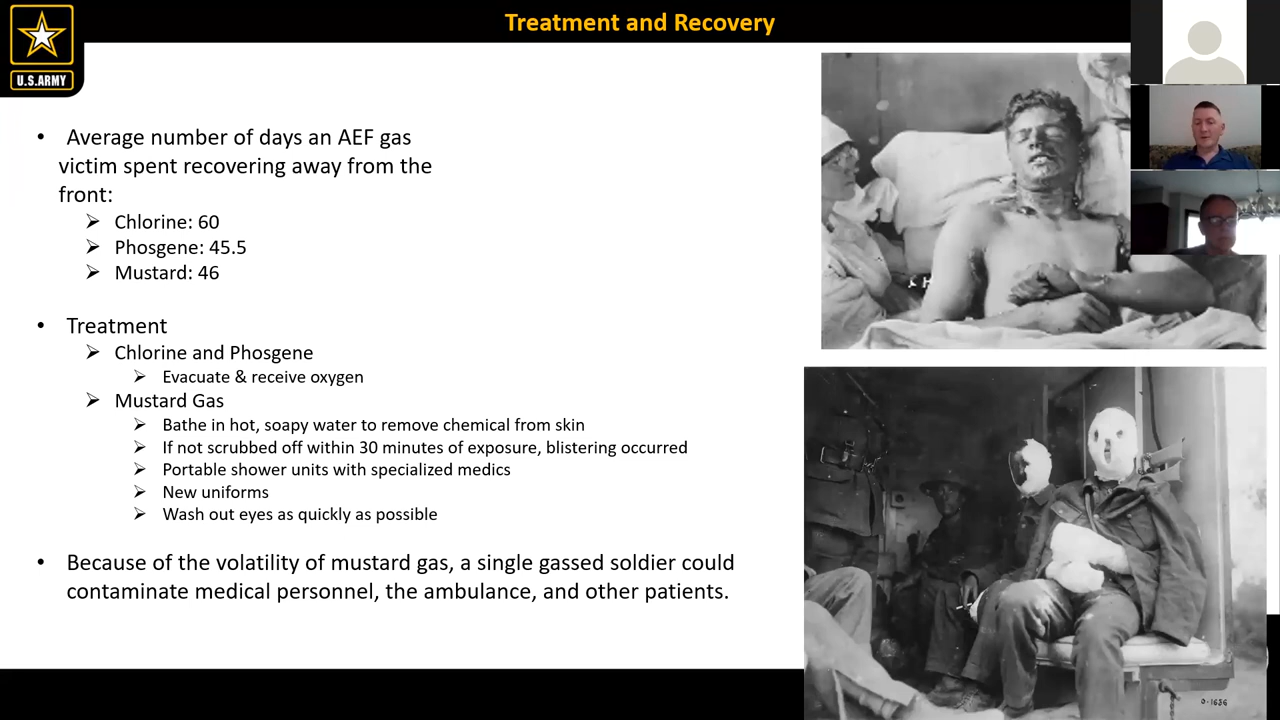 Treatment and Recovery
U.S.ARMY
• Average number of days an AEF gas
victim spent recovering away from the
front:
➢ Chlorine: 60
➢ Phosgene: 45.5
➢ Mustard: 46
• Treatment
➢ Chlorine and Phosgene
➢ Evacuate & receive oxygen
➢ Mustard Gas
➢ Bathe in hot, soapy water to remove chemical from skin
➢ If not scrubbed off within 30 minutes of exposure, blistering occurred
➢ Portable shower units with specialized medics
➢ New uniforms
➢ Wash out eyes as quickly as possible
• Because of the volatility of mustard gas, a single gassed soldier could
contaminate medical personnel, the ambulance, and other patients.